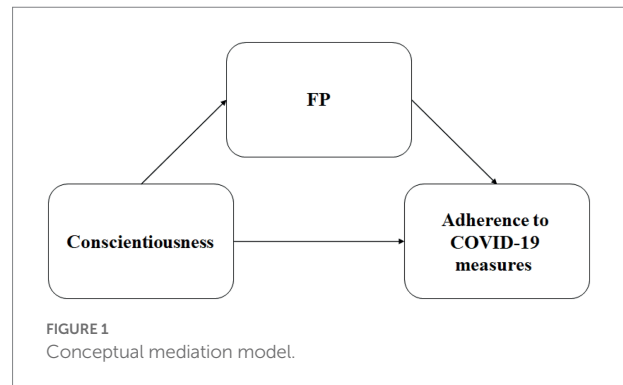 FP
Conscientiousness
Adherence to
COVID-19
measures
FIGURE 1
Conceptual mediation model.